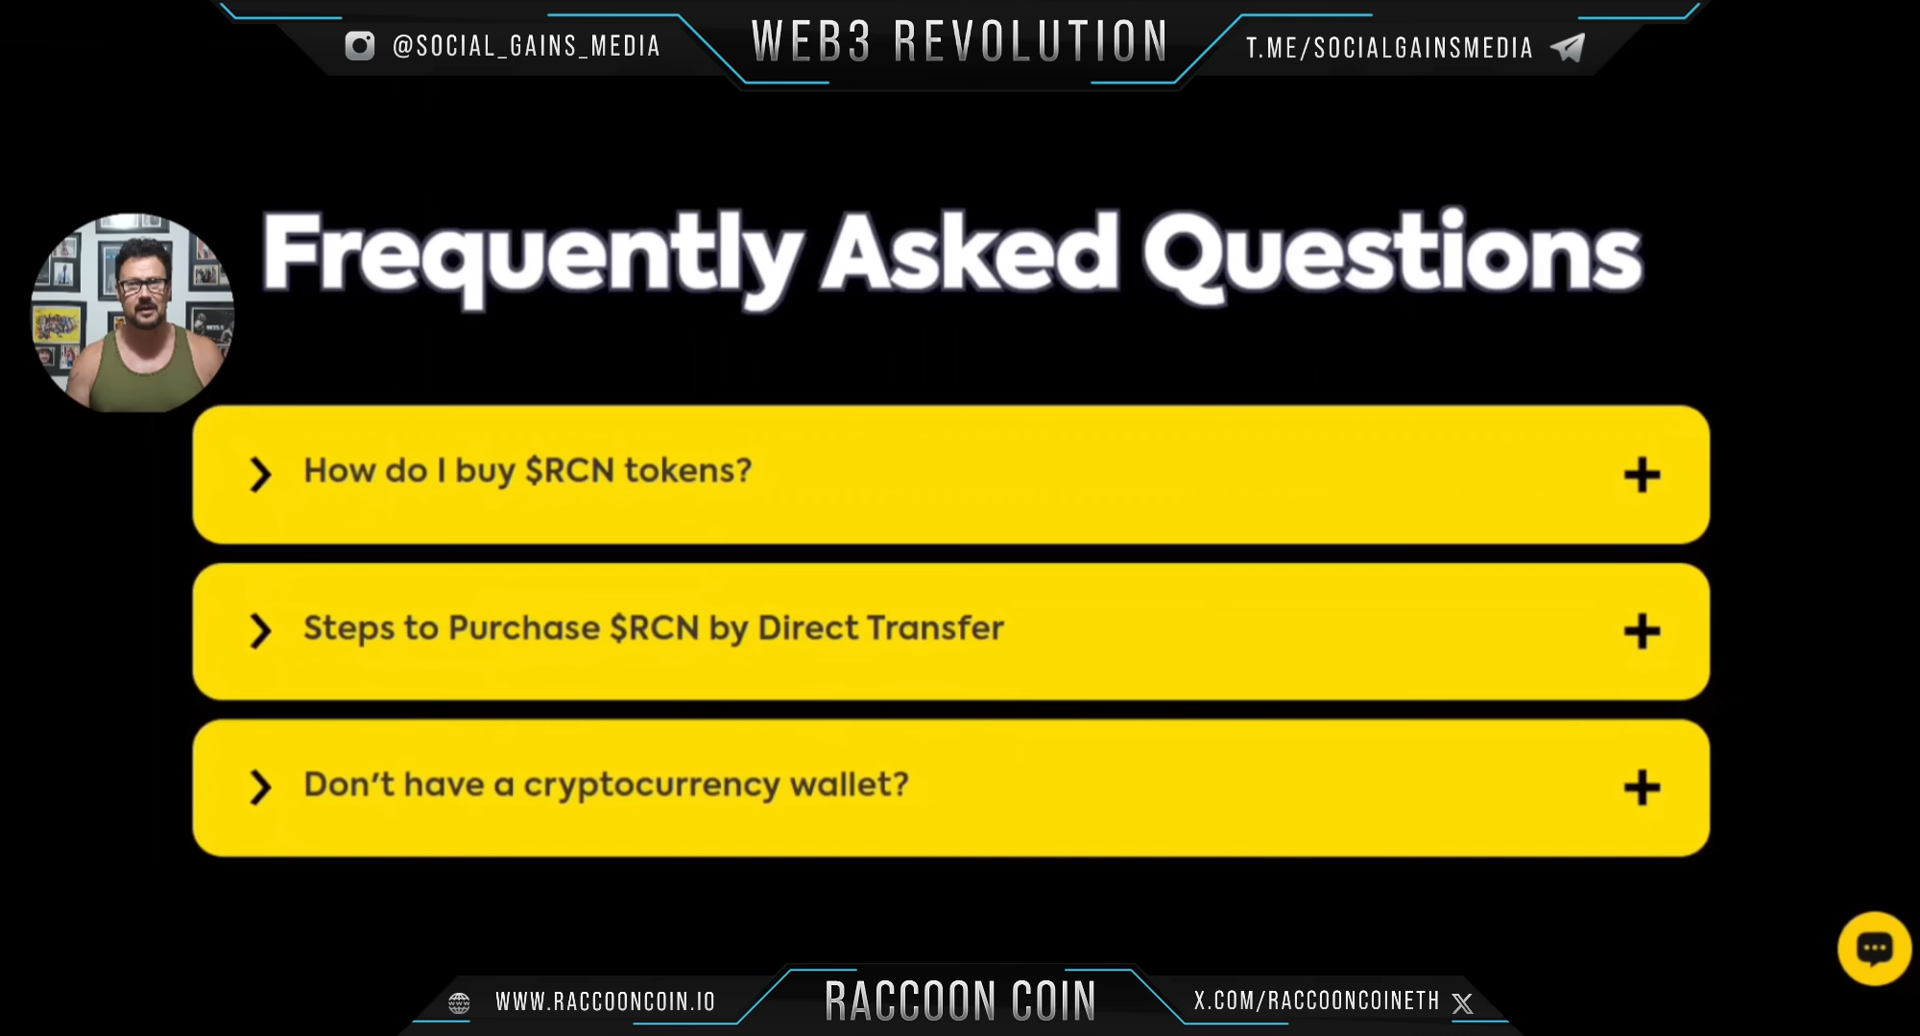 @SOCIAL_GAINS_MEDIA
WEB3 REVOLUTION
T.ME/SOCIALGAINSMEDIA
Frequently Asked Questions
How do I buy $RCN tokens?
Steps to Purchase $RCN by Direct Transfer
Don't have a cryptocurrency wallet?
WWW.RACCOONCOIN.IO
RACCOON COIN
X.COM/RACCOONCOINETH